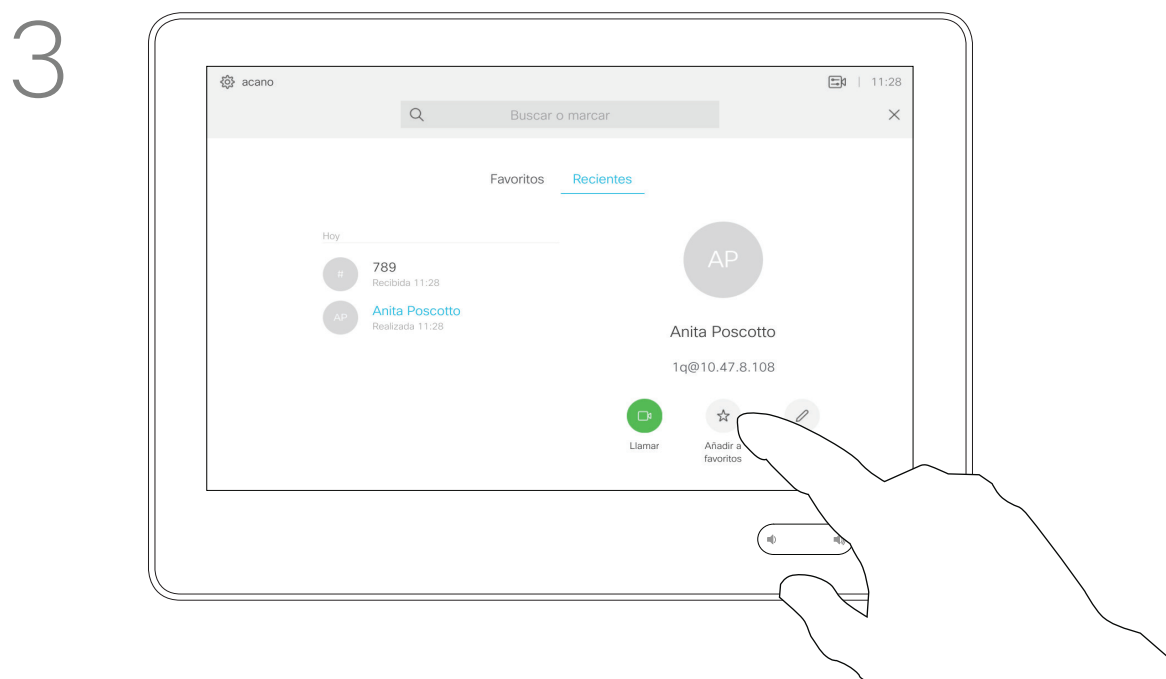 3
acano
11:28
Buscar o marcar
Favoritos Recientes
Hoy
#
789
Recibida 11:28
AP
Anita Poscotto
Realizada 11:28
AP
Anita Poscotto
1q@10.47.8.108
Llamar
Añadir a
favoritos